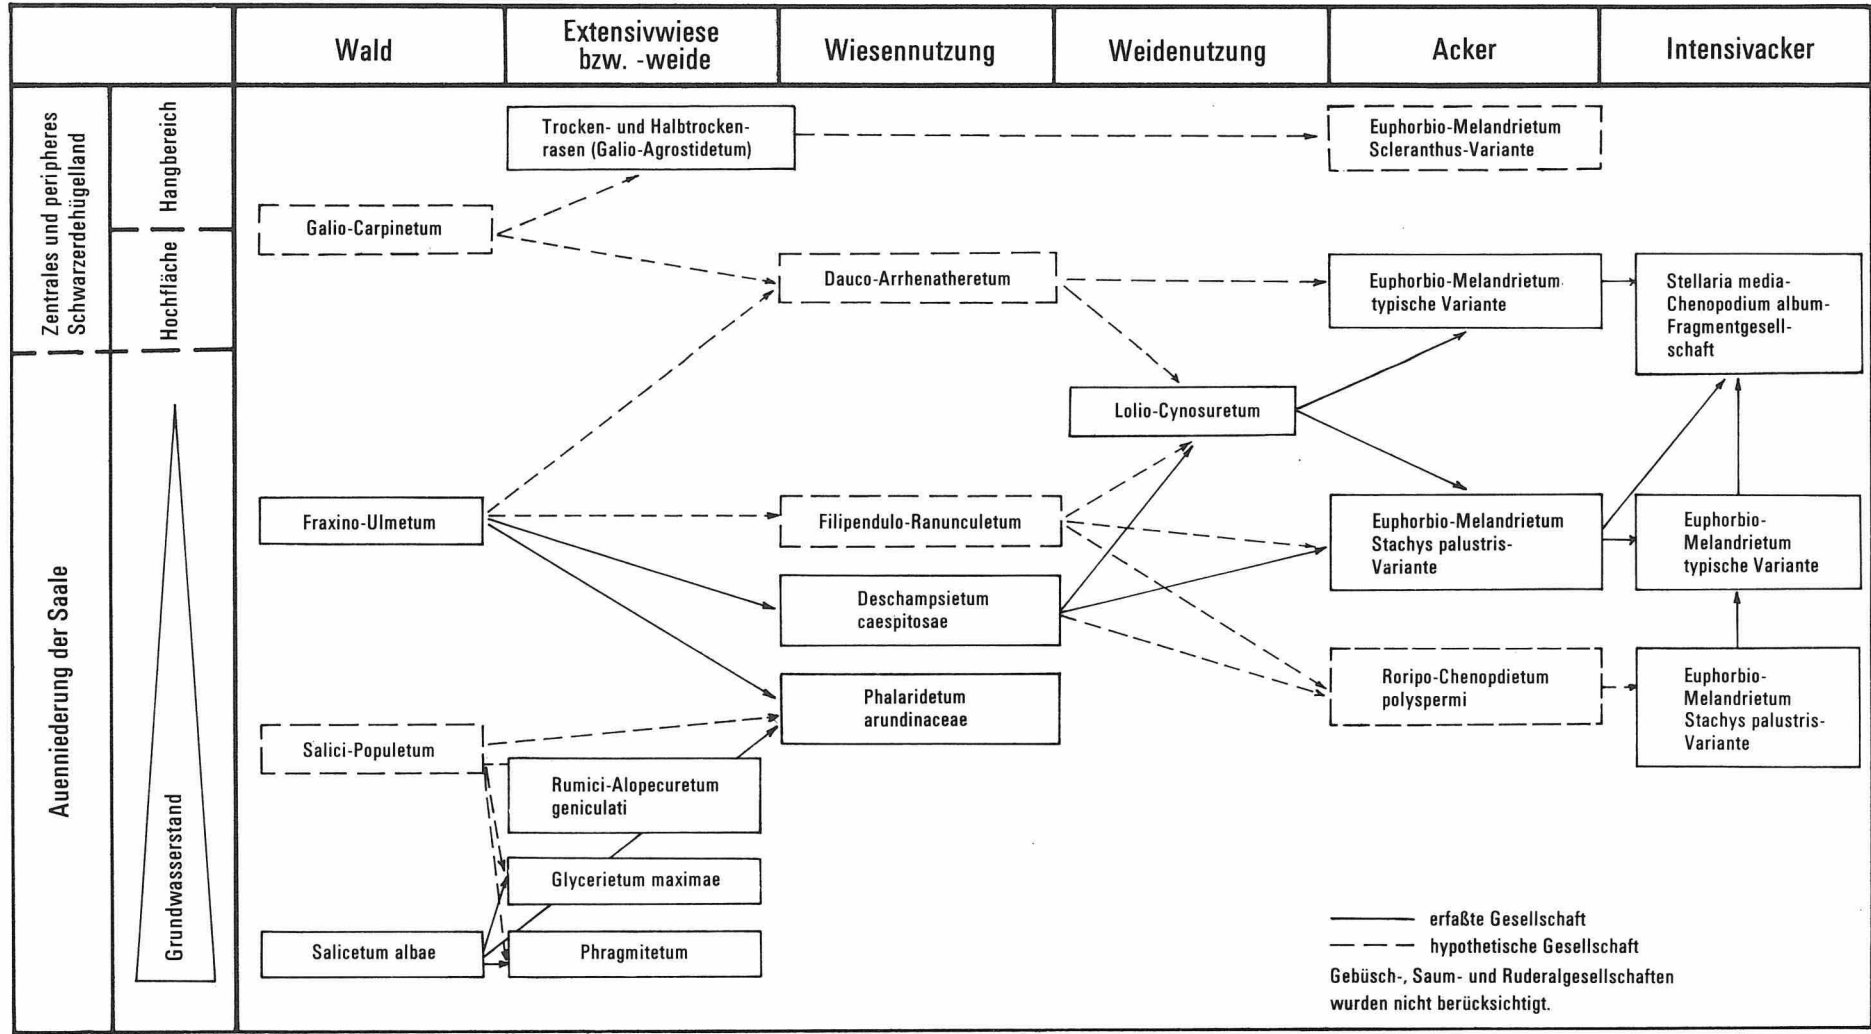 Wald
Extensivwiese
bzw. -weide
Wiesennutzung
Weidenutzung
Acker
Intensivacker
Zentrales und peripheres
Schwarzerdehügelland
Hangbereich
Hochfläche
Trocken- und Halbtrocken-
rasen (Galio-Agrostidetum)
Euphorbio-Melandrietum
Scleranthus-Variante
Galio-Carpinetum
Dauco-Arrhenatheretum
Euphorbio-Melandrietum
typische Variante
Stellaria media-
Chenopodium album-
Fragmentgesell-
schaft
Auenniederung der Saale
Grundwasserstand
Lolio-Cynosuretum
Fraxino-Ulmetum
Filipendulo-Ranunculetum
Euphorbio-Melandrietum
Stachys palustris-
Variante
Euphorbio-
Melandrietum
typische Variante
Deschampsietum
caespitosae
Phalaridetum
arundinaceae
Roripo-Chenopdietum
polyspermi
Euphorbio-
Melandrietum
Stachys palustris-
Variante
Salici-Populetum
Rumici-Alopecuretum
geniculati
Glycerietum maximae
Salicetum albae
Phragmitetum
erfaßte Gesellschaft
hypothetische Gesellschaft
Gebüsch-, Saum- und Ruderalgesellschaften
wurden nicht berücksichtigt.